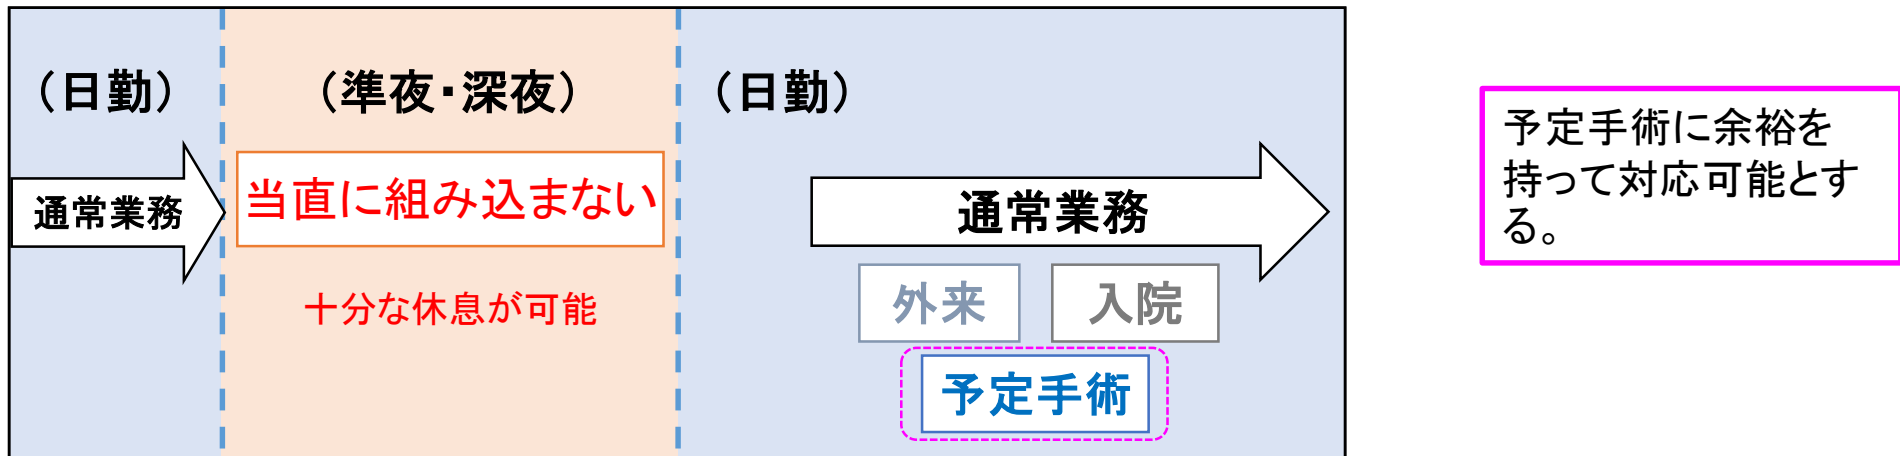 （日勤）
（準夜・深夜）
（日勤）
通常業務
当直に組み込まない
十分な休息が可能
通常業務
外来
入院
予定手術
予定手術に余裕を
持って対応可能とす
る。